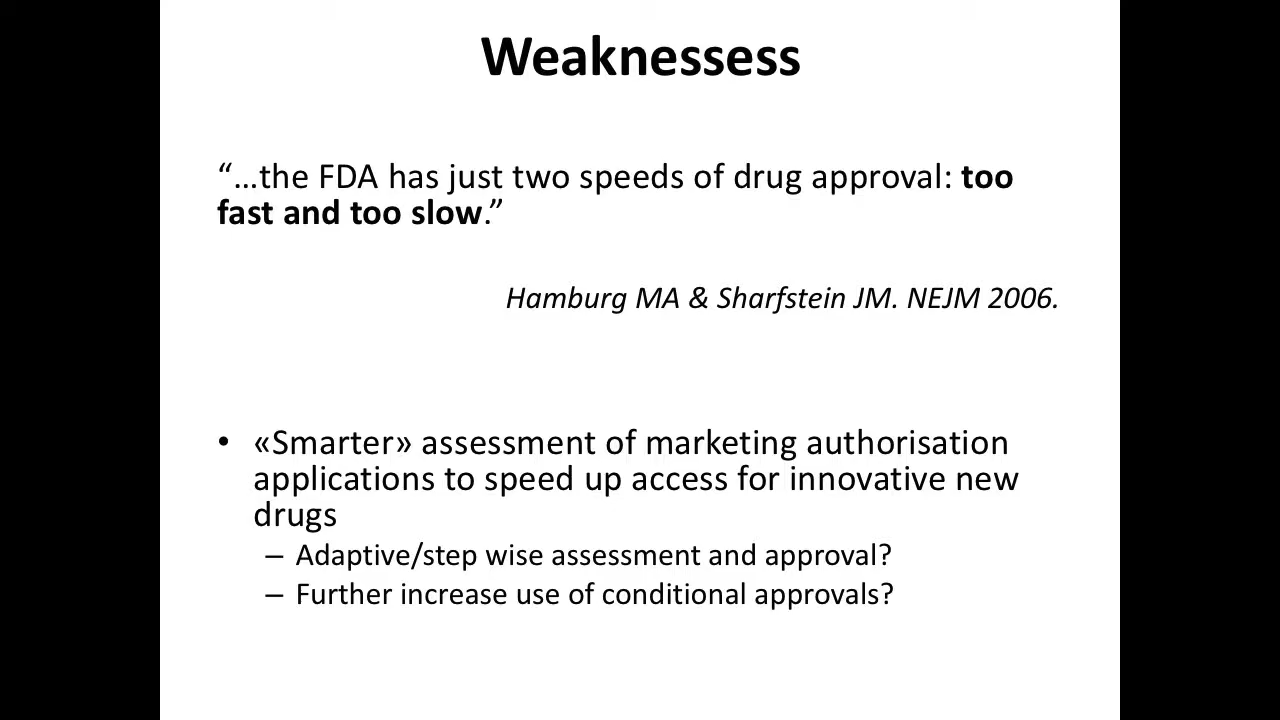 Weaknessess
“…the FDA has just two speeds of drug approval: too
fast and too slow.”
Hamburg MA & Sharfstein JM. NEJM 2006.
• «Smarter» assessment of marketing authorisation
applications to speed up access for innovative new
drugs
– Adaptive/step wise assessment and approval?
– Further increase use of conditional approvals?